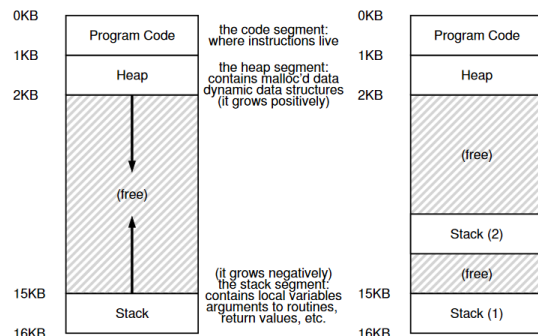 0KB
Program Code
the code segment:
where instructions live
1KB
Heap
the heap segment:
contains malloc'd data
dynamic data structures
(it grows positively)
2KB
(free)
(it grows negatively)
the stack segment:
contains local variables
arguments to routines,
return values, etc.
15KB
Stack
16KB
0KB
Program Code
1KB
Heap
2KB
(free)
Stack (2)
(free)
15KB
Stack (1)
16KB